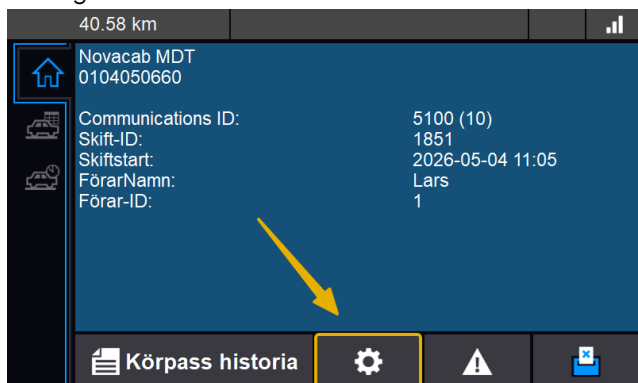 40.58 km
Novacab MDT
0104050660
Communications ID: 5100 (10)
Skift-ID: 1851
Skiftstart: 2026-05-04 11:05
FörarNamn: Lars
Förar-ID: 1
Körpass historia